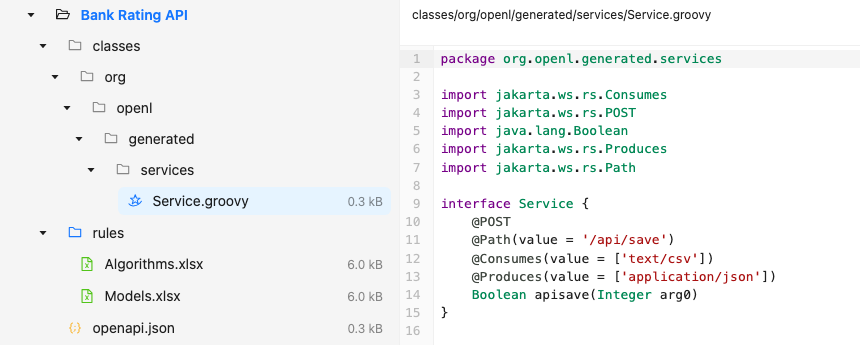 Bank Rating API
classes
org
openl
generated
services
Service.groovy 0.3 kB
rules
Algorithms.xlsx 6.0 kB
Models.xlsx 6.0 kB
openapi.json 0.3 kB
classes/org/openl/generated/services/Service.groovy
1 package org.openl.generated.services
2
3 import jakarta.ws.rs.Consumes
4 import jakarta.ws.rs.POST
5 import java.lang.Boolean
6 import jakarta.ws.rs.Produces
7 import jakarta.ws.rs.Path
8
9 interface Service {
10     @POST
11     @Path(value = '/api/save')
12     @Consumes(value = ['text/csv'])
13     @Produces(value = ['application/json'])
14     Boolean apisave(Integer arg0)
15 }
16